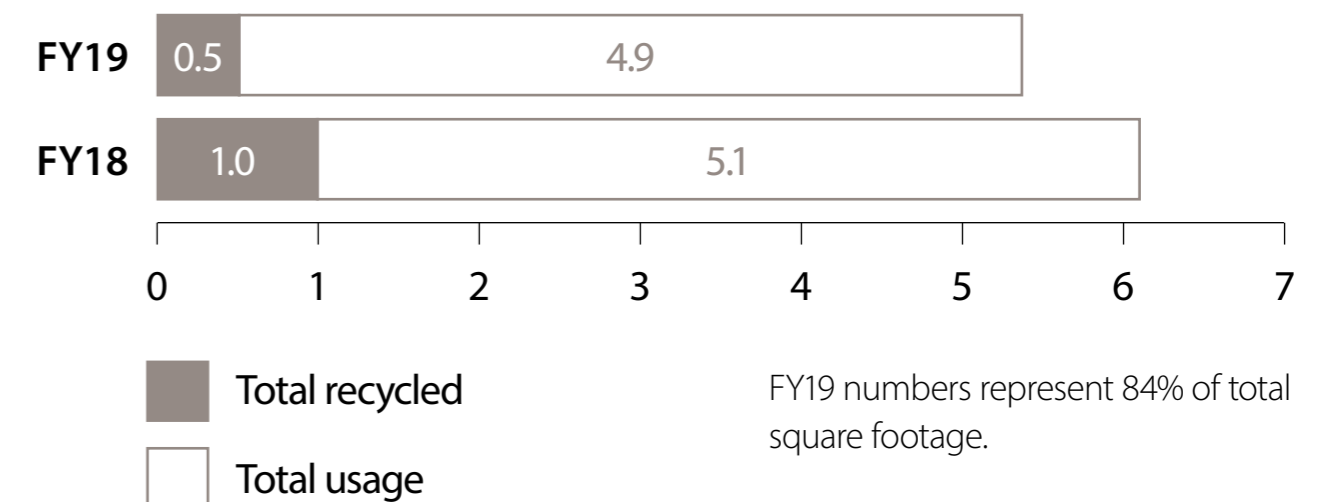 FY19 0.5 4.9
FY18 1.0 5.1
0 1 2 3 4 5 6 7
Total recycled
Total usage
FY19 numbers represent 84% of total
square footage.